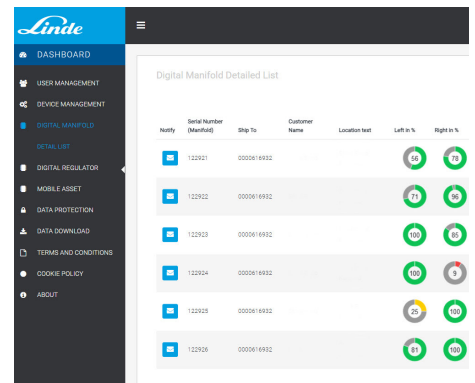 Linde
DASHBOARD
USER MANAGEMENT
DEVICE MANAGEMENT
DIGITAL MANIFOLD
DETAIL LIST
DIGITAL REGULATOR
MOBILE ASSET
DATA PROTECTION
DATA DOWNLOAD
TERMS AND CONDITIONS
COOKIE POLICY
ABOUT
Digital Manifold Detailed List
Notify Serial Number (Manifold) Ship To Customer Name Location text Left in % Right in %
122921 0000616932 56 78
122922 0000616932 71 96
122923 0000616932 100 85
122924 0000616932 100 9
122925 0000616932 25 100
122926 0000616932 81 100